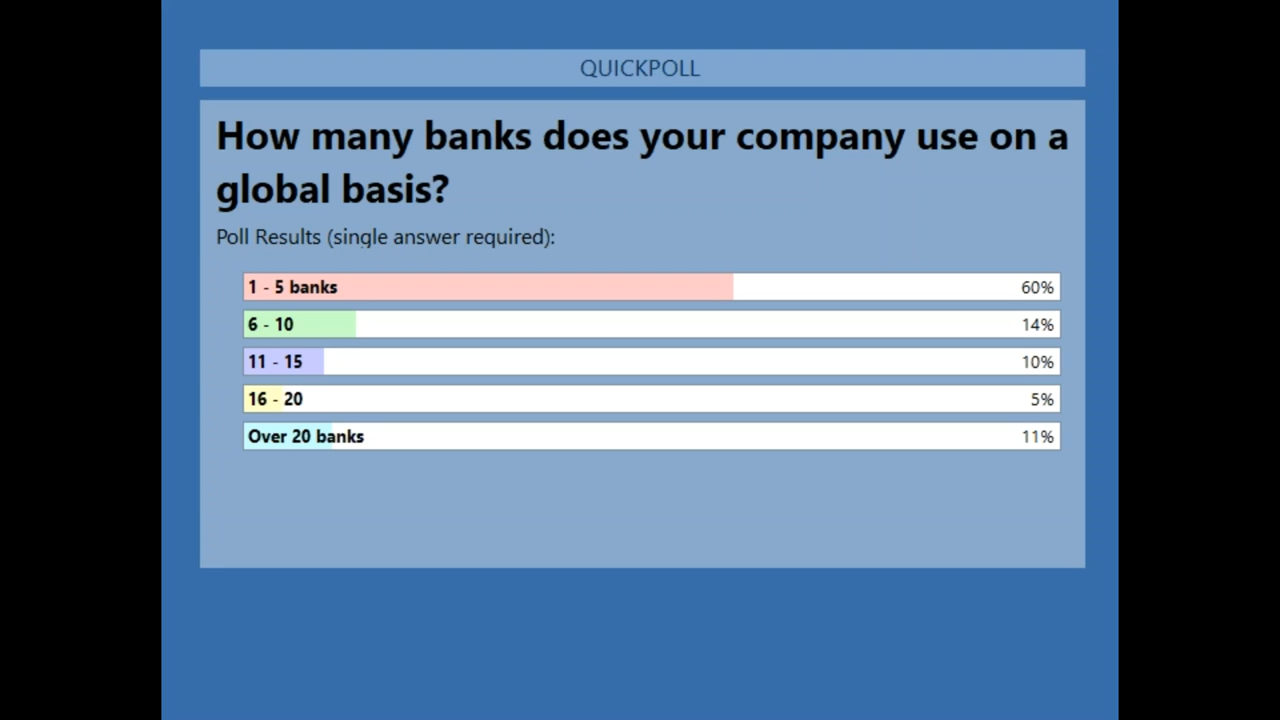 QUICKPOLL
How many banks does your company use on a
global basis?
Poll Results (single answer required):
1 - 5 banks 60%
6 - 10 14%
11 - 15 10%
16 - 20 5%
Over 20 banks 11%